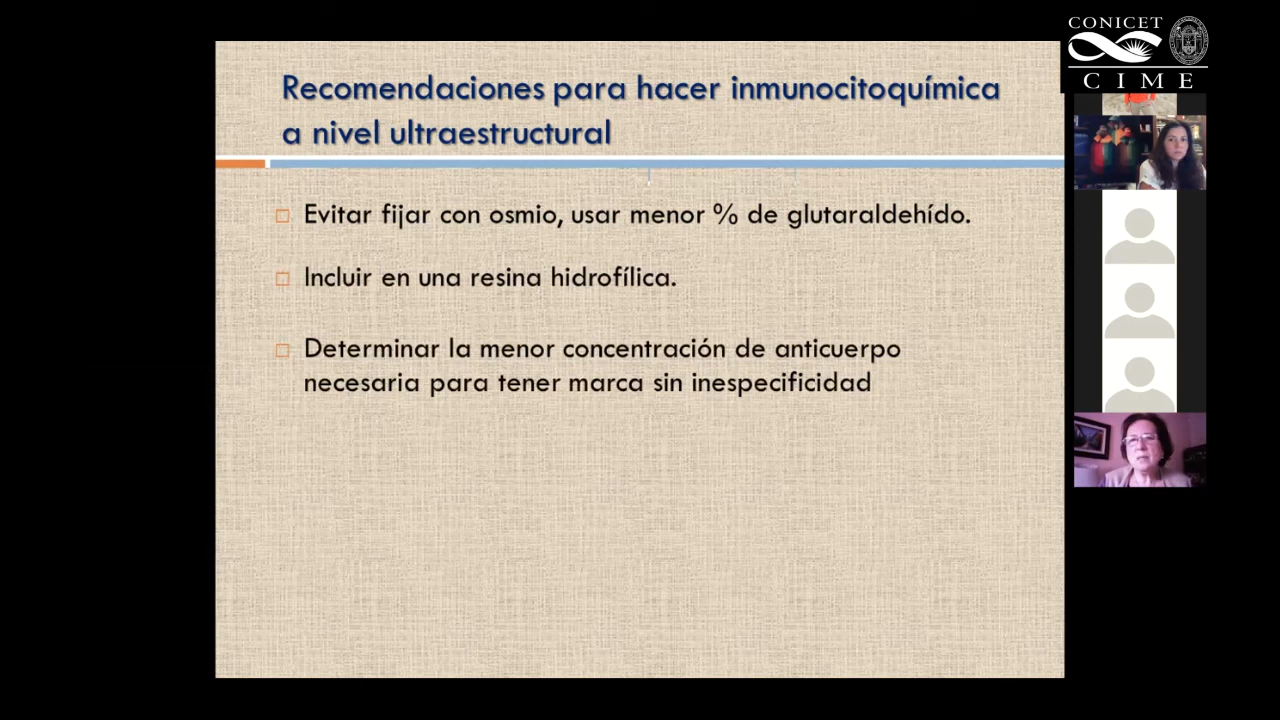 CONICET
CIME
Recomendaciones para hacer inmunocitoquímica
a nivel ultraestructural
Evitar fijar con osmio, usar menor % de glutaraldehído.
Incluir en una resina hidrofílica.
Determinar la menor concentración de anticuerpo
necesaria para tener marca sin inespecificidad